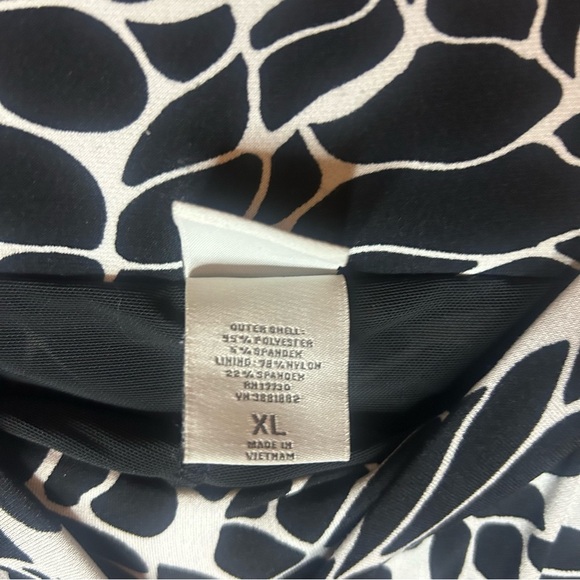 OUTER SHELL:
95% POLYESTER
5% SPANDEX
LINING: 78% NYLON
22% SPANDEX
RN 17730
VN 3881882
XL
MADE IN
VIETNAM